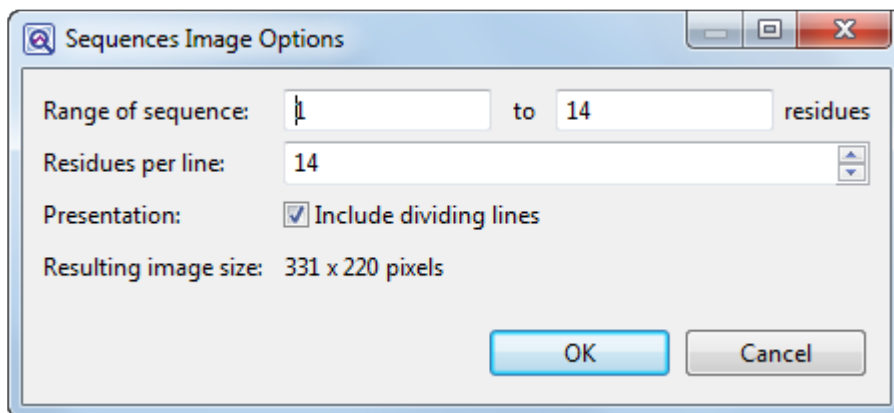 Sequences Image Options
Range of sequence: 1 to 14 residues
Residues per line: 14
Presentation: Include dividing lines
Resulting image size: 331 x 220 pixels
OK Cancel